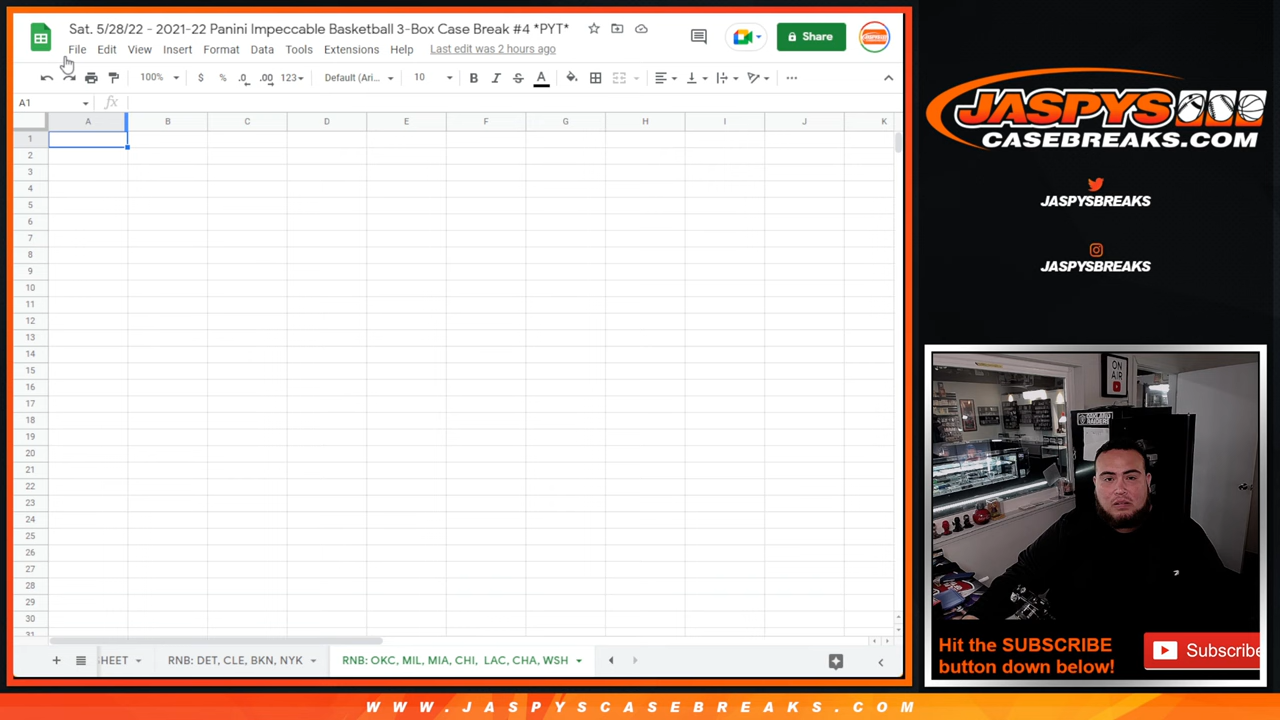 Sat. 5/28/22 - 2021-22 Panini Impeccable Basketball 3-Box Case Break #4 *PYT*
File Edit View Insert Format Data Tools Extensions Help Last edit was 2 hours ago
Share
100% $ % .0 .00 123 Default (Ari... 10 B I S A
A1 fx
A B C D E F G H I J K
1
2
3
4
5
6
7
8
9
10
11
12
13
14
15
16
17
18
19
20
21
22
23
24
25
26
27
28
29
30
31
HEET RNB: DET, CLE, BKN, NYK RNB: OKC, MIL, MIA, CHI, LAC, CHA, WSH
JASPYS
CASEBREAKS.COM
JASPYSBREAKS
JASPYSBREAKS
ON
AIR
Hit the SUBSCRIBE
button down below!
Subscribe
WWW.JASPYSCASEBREAKS.COM